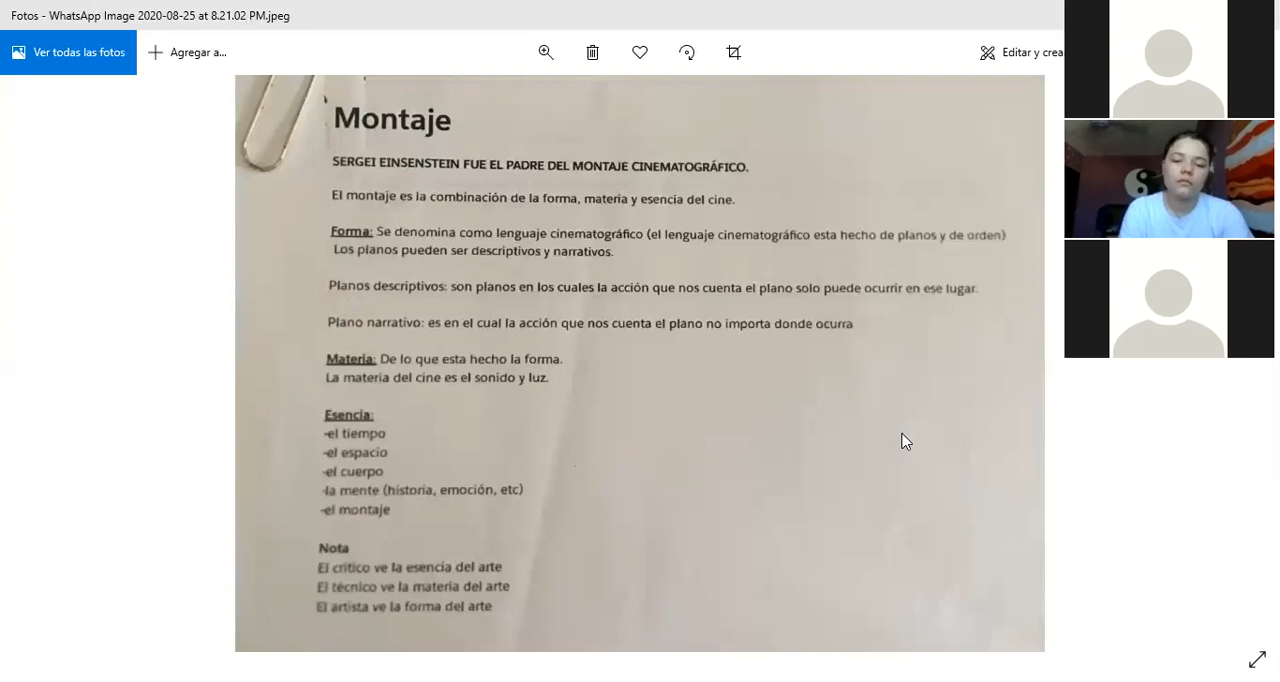 Fotos - WhatsApp Image 2020-08-25 at 8.21.02 PM.jpeg
Ver todas las fotos
Agregar a...
Editar y crea
Montaje
SERGEI EINSENSTEIN FUE EL PADRE DEL MONTAJE CINEMATOGRÁFICO.
El montaje es la combinación de la forma, materia y esencia del cine.
Forma: Se denomina como lenguaje cinematográfico (el lenguaje cinematográfico esta hecho de planos y de orden)
Los planos pueden ser descriptivos y narrativos.
Planos descriptivos: son planos en los cuales la acción que nos cuenta el plano solo puede ocurrir en ese lugar.
Plano narrativo: es en el cual la acción que nos cuenta el plano no importa donde ocurra
Materia: De lo que esta hecho la forma.
La materia del cine es el sonido y luz.
Esencia:
-el tiempo
-el espacio
-el cuerpo
-la mente (historia, emoción, etc)
-el montaje
Nota
El critico ve la esencia del arte
El técnico ve la materia del arte
El artista ve la forma del arte